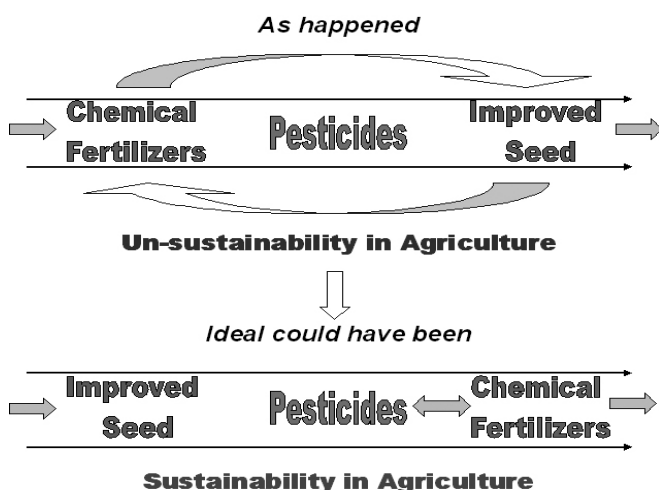 As happened
Chemical Fertilizers
Pesticides
Improved Seed
Un-sustainability in Agriculture
Ideal could have been
Improved Seed
Pesticides
Chemical Fertilizers
Sustainability in Agriculture